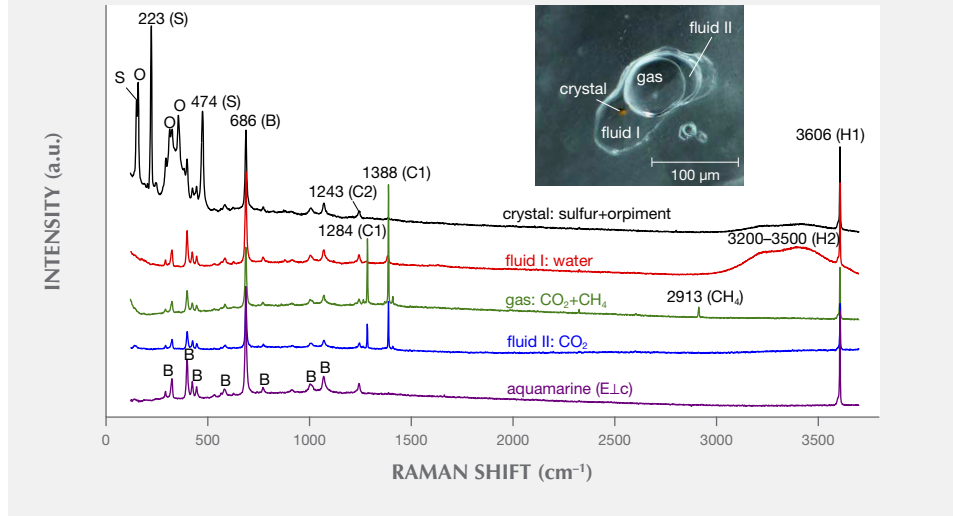 223 (S)
S
O
O
O
474 (S)
686 (B)
1243 (C2)
1388 (C1)
1284 (C1)
fluid II
gas
crystal
fluid I
100 µm
3606 (H1)
crystal: sulfur+orpiment
3200–3500 (H2)
fluid I: water
gas: CO₂+CH₄
2913 (CH₄)
fluid II: CO₂
B
B
B
B
B
B
B
aquamarine (E⊥c)
INTENSITY (a.u.)
0
500
1000
1500
2000
2500
3000
3500
RAMAN SHIFT (cm⁻¹)